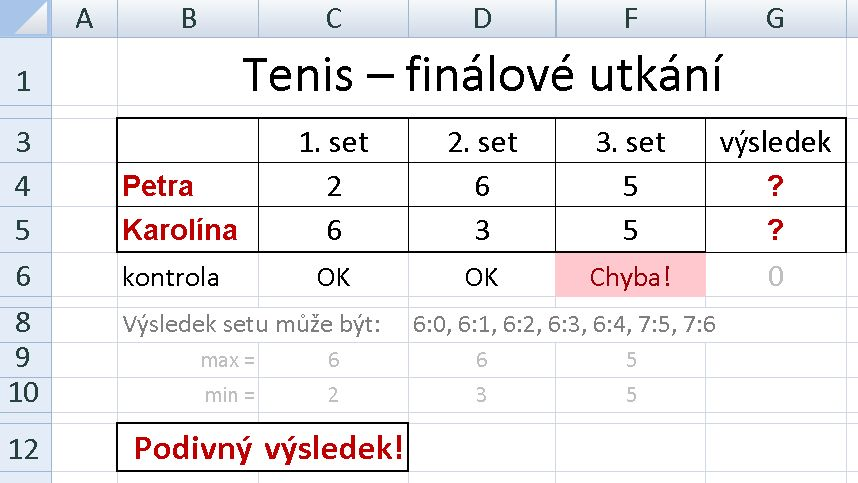 A B C D F G
1 Tenis – finálové utkání
3 1. set 2. set 3. set výsledek
4 Petra 2 6 5 ?
5 Karolína 6 3 5 ?
6 kontrola OK OK Chyba! 0
8 Výsledek setu může být: 6:0, 6:1, 6:2, 6:3, 6:4, 7:5, 7:6
9 max = 6 6 5
10 min = 2 3 5
12 Podivný výsledek!